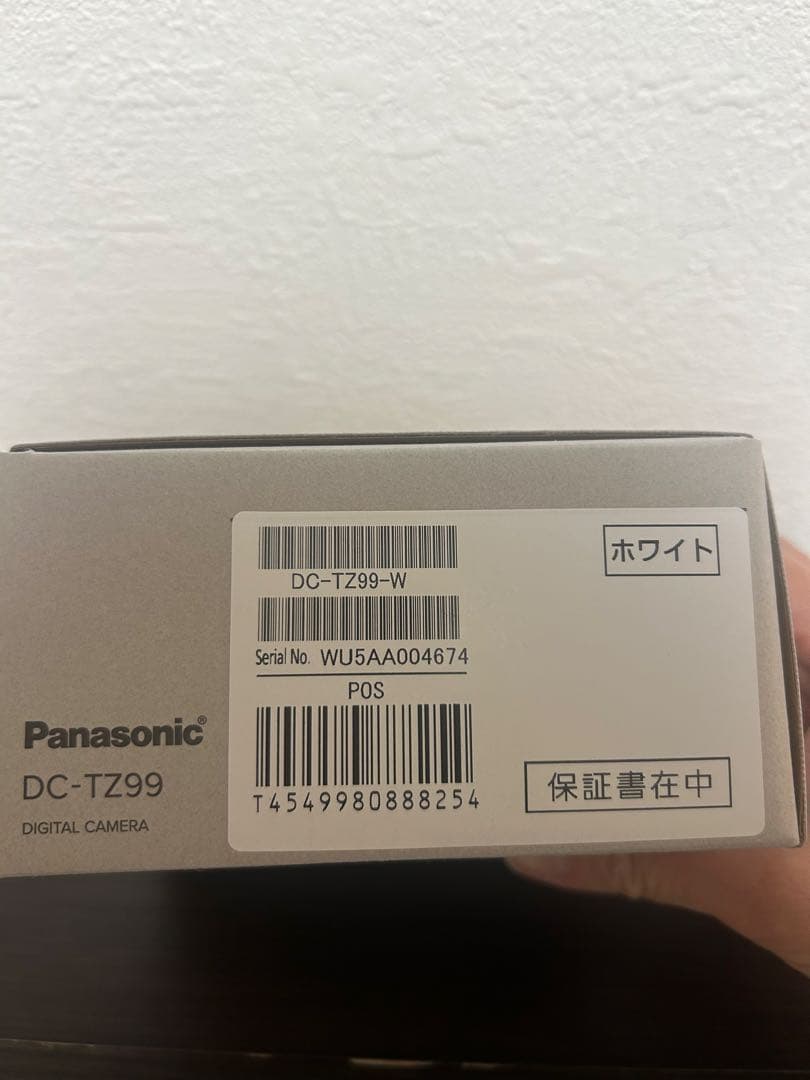 DC-TZ99-W
ホワイト
Serial No. WU5AA004674
POS
T4549980888254
保証書在中
Panasonic®
DC-TZ99
DIGITAL CAMERA